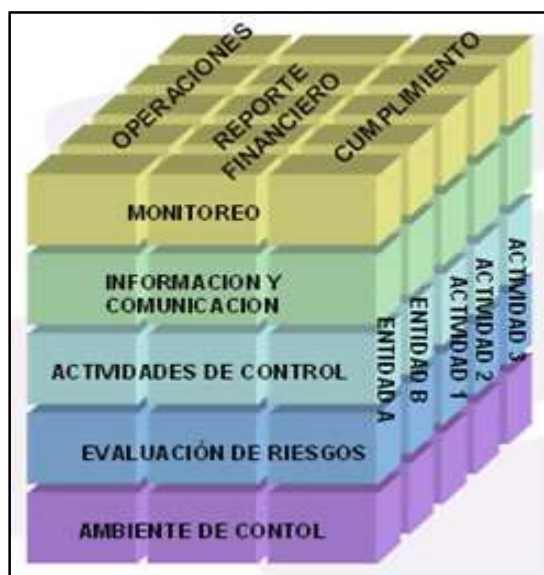 OPERACIONES
REPORTE
FINANCIERO
CUMPLIMIENTO
MONITOREO
INFORMACION Y
COMUNICACION
ACTIVIDADES DE CONTROL
EVALUACIÓN DE RIESGOS
AMBIENTE DE CONTOL
ENTIDAD A
ENTIDAD B
ACTIVIDAD 1
ACTIVIDAD 2
ACTIVIDAD 3